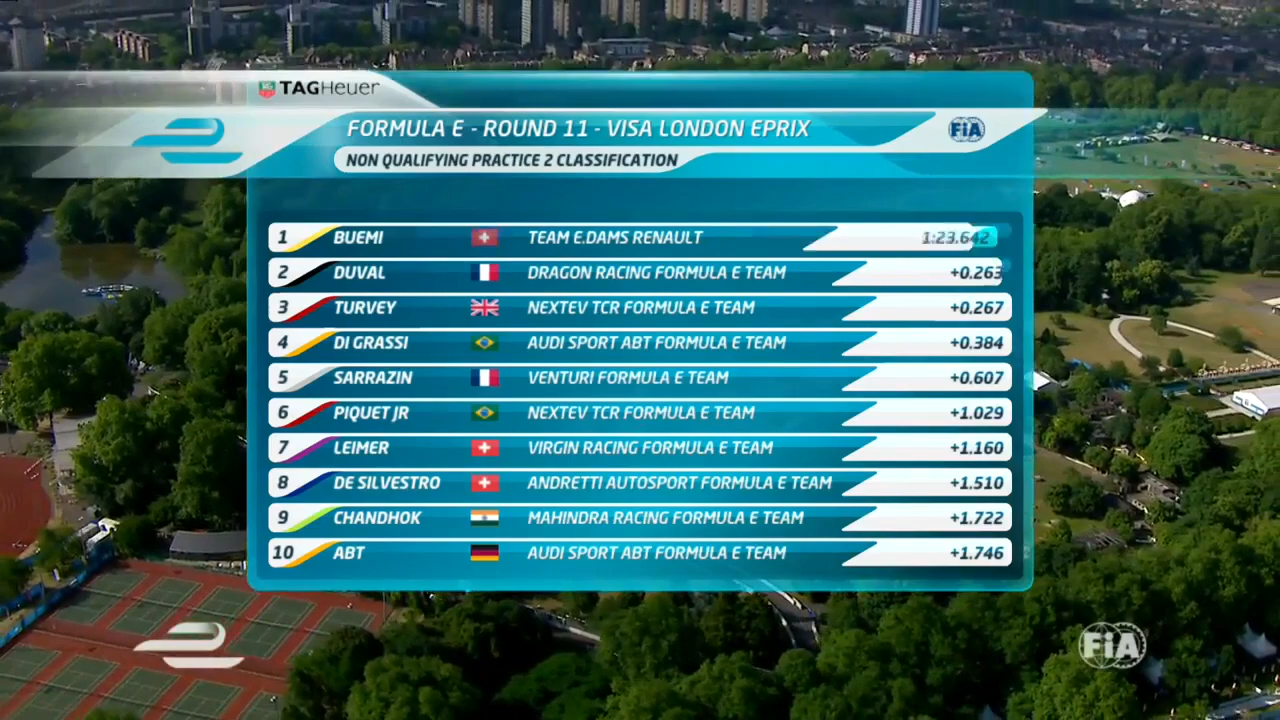 TAGHeuer
FORMULA E - ROUND 11 - VISA LONDON EPRIX
FiA
NON QUALIFYING PRACTICE 2 CLASSIFICATION
1 BUEMI TEAM E.DAMS RENAULT 1:23.642
2 DUVAL DRAGON RACING FORMULA E TEAM +0.263
3 TURVEY NEXTEV TCR FORMULA E TEAM +0.267
4 DI GRASSI AUDI SPORT ABT FORMULA E TEAM +0.384
5 SARRAZIN VENTURI FORMULA E TEAM +0.607
6 PIQUET JR NEXTEV TCR FORMULA E TEAM +1.029
7 LEIMER VIRGIN RACING FORMULA E TEAM +1.160
8 DE SILVESTRO ANDRETTI AUTOSPORT FORMULA E TEAM +1.510
9 CHANDHOK MAHINDRA RACING FORMULA E TEAM +1.722
10 ABT AUDI SPORT ABT FORMULA E TEAM +1.746
FiA